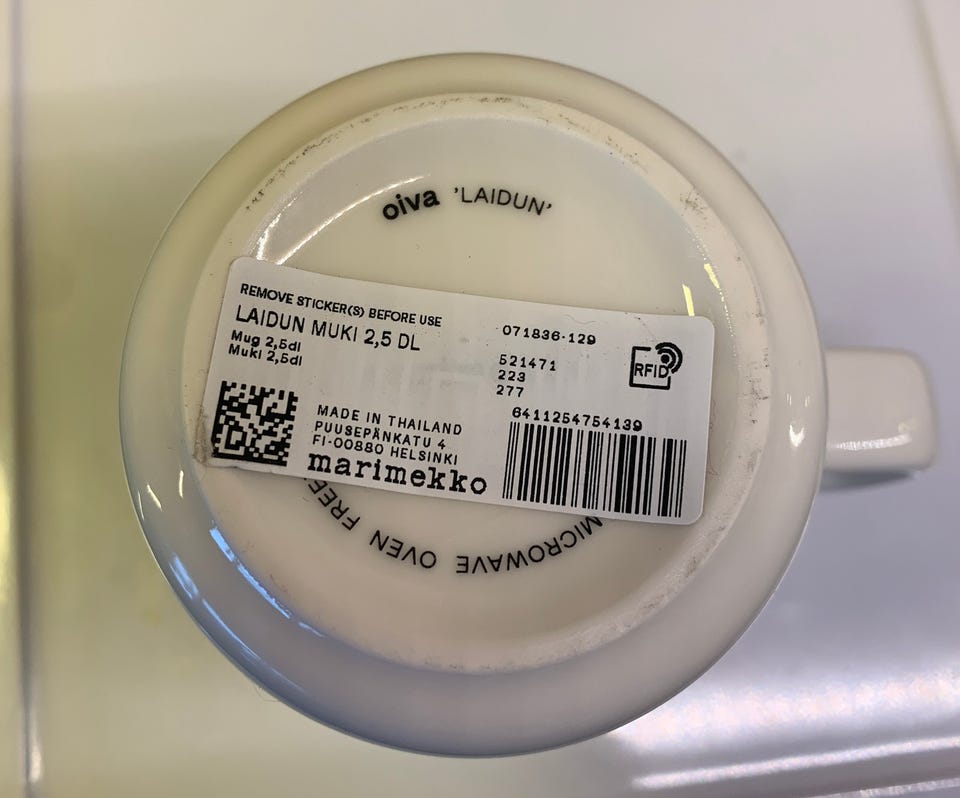 oiva 'LAIDUN'
REMOVE STICKER(S) BEFORE USE
LAIDUN MUKI 2,5 DL
Mug 2,5dl
Muki 2,5dl
071836-129
521471
223
277
RFID
6411254754139
MADE IN THAILAND
PUUSEPÄNKATU 4
FI-00880 HELSINKI
marimekko
MICROWAVE OVEN FREE